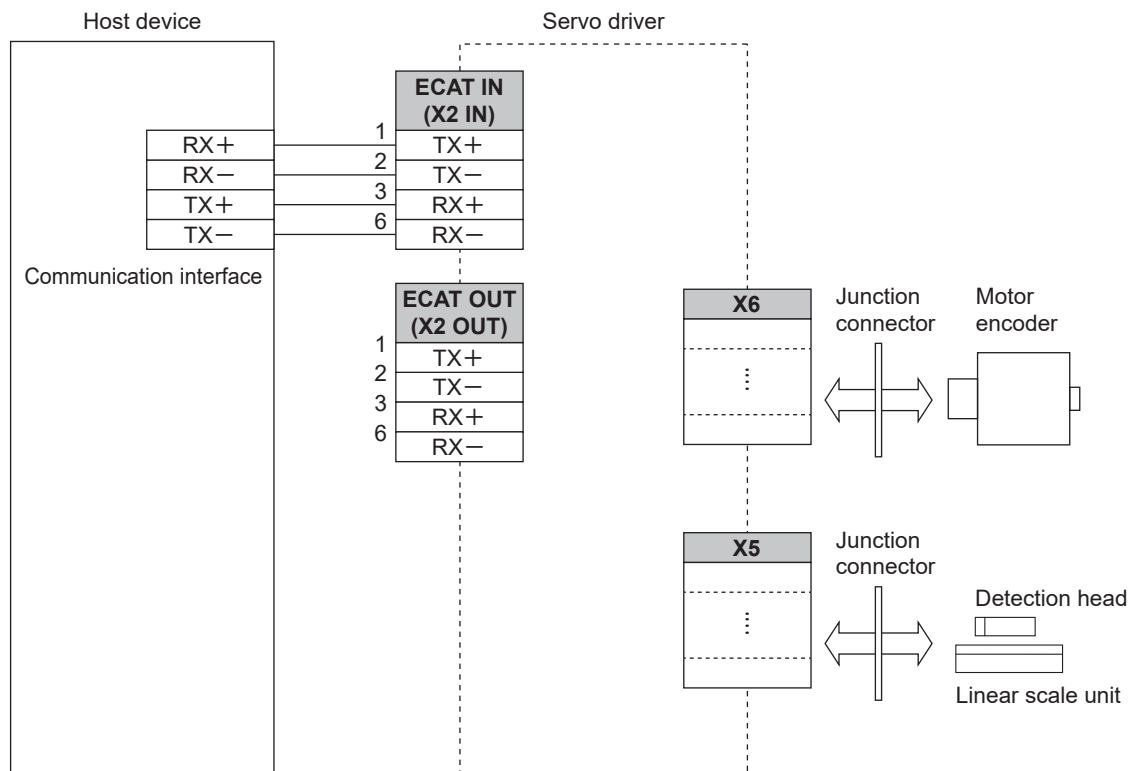 Host device
Servo driver
ECAT IN
(X2 IN)
RX+
1
TX+
RX−
2
TX−
TX+
3
RX+
TX−
6
RX−
Communication interface
ECAT OUT
(X2 OUT)
1
TX+
2
TX−
3
RX+
6
RX−
X6
Junction
connector
Motor
encoder
X5
Junction
connector
Detection head
Linear scale unit